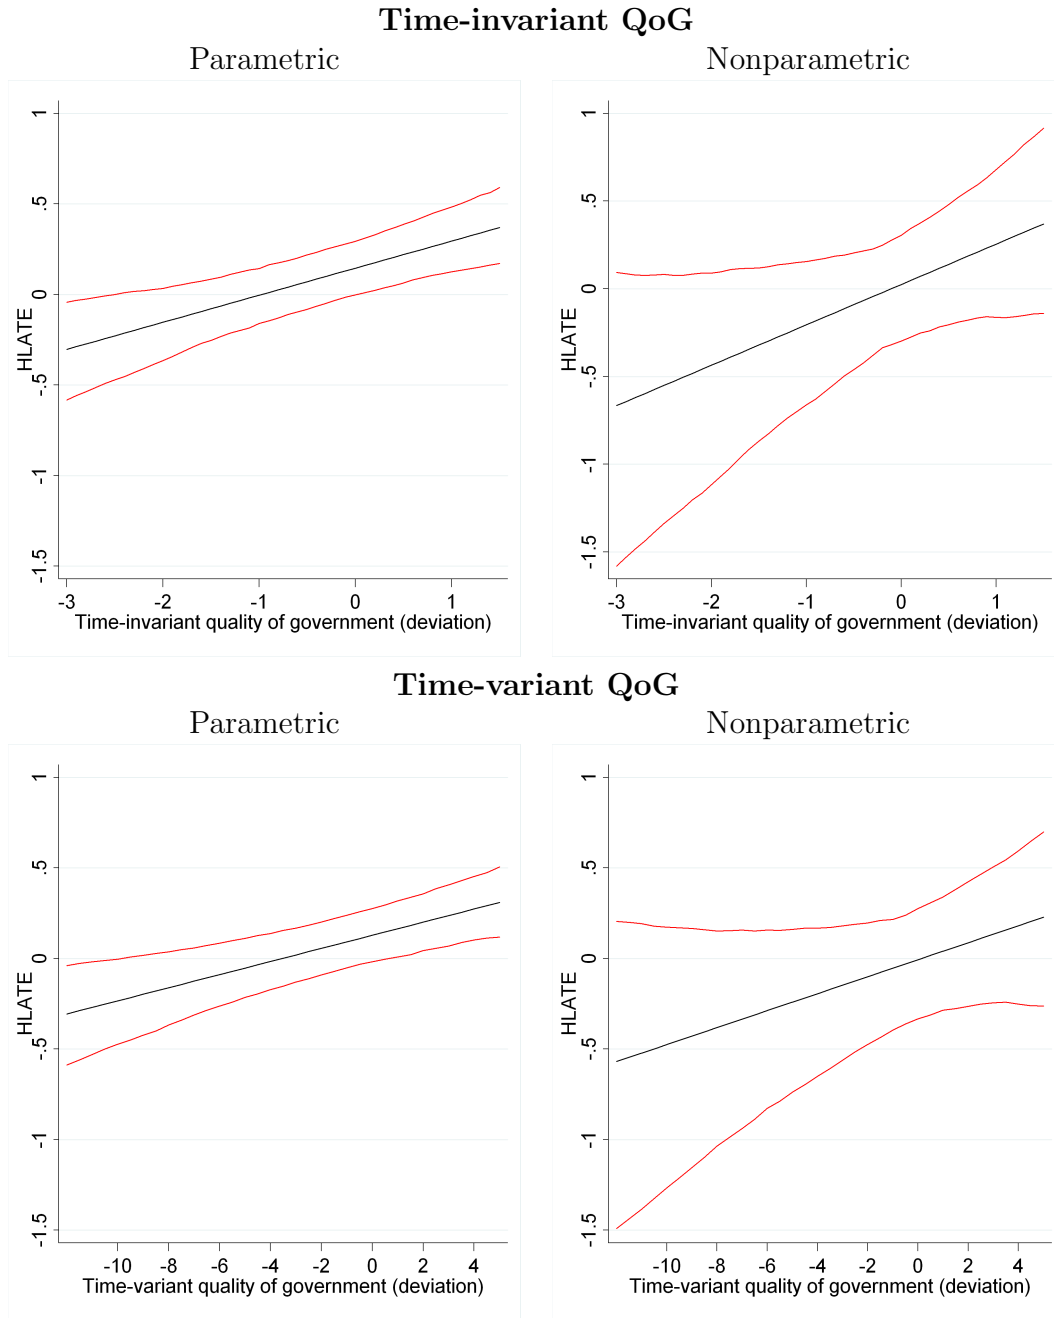 Time-invariant QoG
Parametric
Nonparametric
HLATE
1
.5
0
-.5
-1
-1.5
-3 -2 -1 0 1
Time-invariant quality of government (deviation)
HLATE
1
.5
0
-.5
-1
-1.5
-3 -2 -1 0 1
Time-invariant quality of government (deviation)
Time-variant QoG
Parametric
Nonparametric
HLATE
1
.5
0
-.5
-1
-1.5
-10 -8 -6 -4 -2 0 2 4
Time-variant quality of government (deviation)
HLATE
1
.5
0
-.5
-1
-1.5
-10 -8 -6 -4 -2 0 2 4
Time-variant quality of government (deviation)